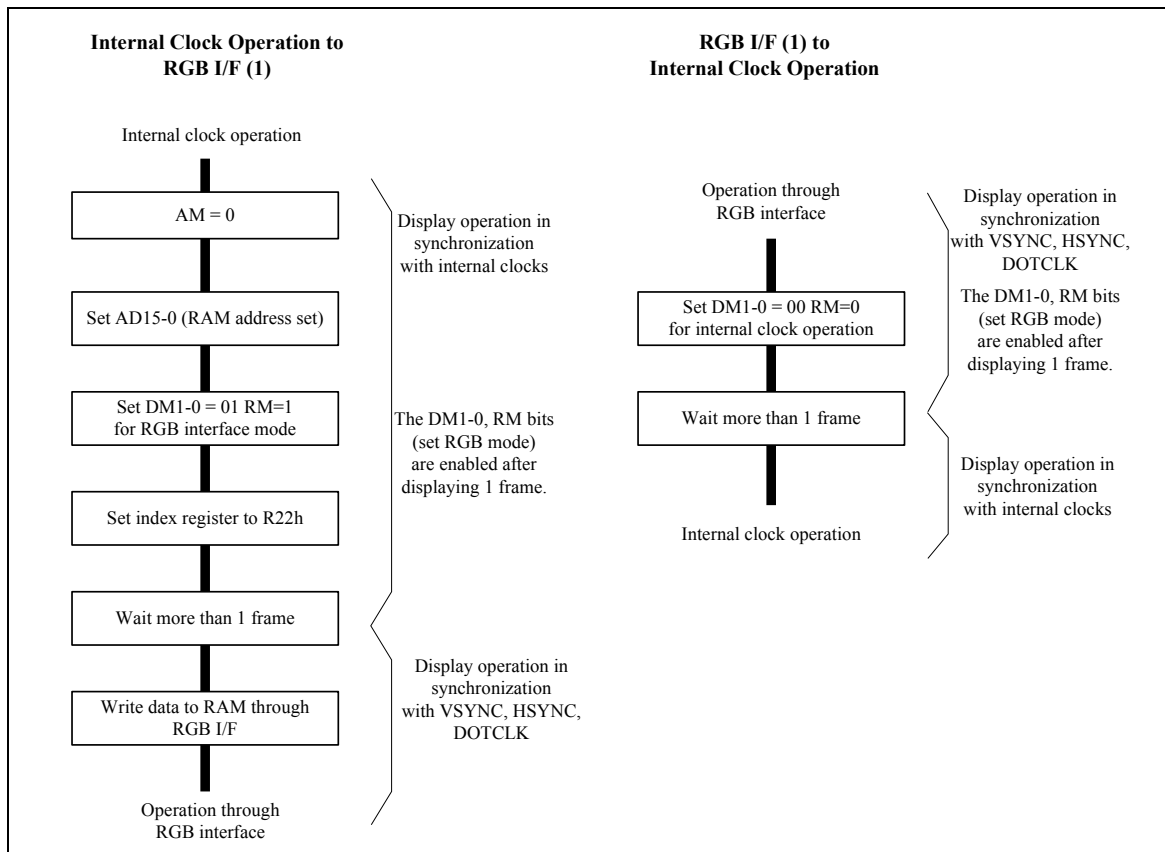 Internal Clock Operation to
RGB I/F (1)
Internal clock operation
AM = 0
Set AD15-0 (RAM address set)
Set DM1-0 = 01 RM=1
for RGB interface mode
Set index register to R22h
Wait more than 1 frame
Write data to RAM through
RGB I/F
Operation through
RGB interface
Display operation in
synchronization
with internal clocks
The DM1-0, RM bits
(set RGB mode)
are enabled after
displaying 1 frame.
Display operation in
synchronization
with VSYNC, HSYNC,
DOTCLK
RGB I/F (1) to
Internal Clock Operation
Operation through
RGB interface
Set DM1-0 = 00 RM=0
for internal clock operation
Wait more than 1 frame
Internal clock operation
Display operation in
synchronization
with VSYNC, HSYNC,
DOTCLK
The DM1-0, RM bits
(set RGB mode)
are enabled after
displaying 1 frame.
Display operation in
synchronization
with internal clocks